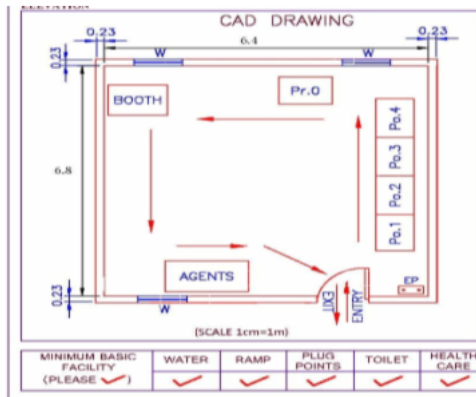 ELEVATION
CAD DRAWING
0.23
6.4
0.23
0.23
W
W
BOOTH
Pr.O
Po.4
Po.3
Po.2
Po.1
6.8
AGENTS
EP
0.23
W
EXIT
ENTRY
(SCALE 1cm=1m)
MINIMUM BASIC FACILITY (PLEASE ✓)
WATER
RAMP
PLUG POINTS
TOILET
HEALTH CARE